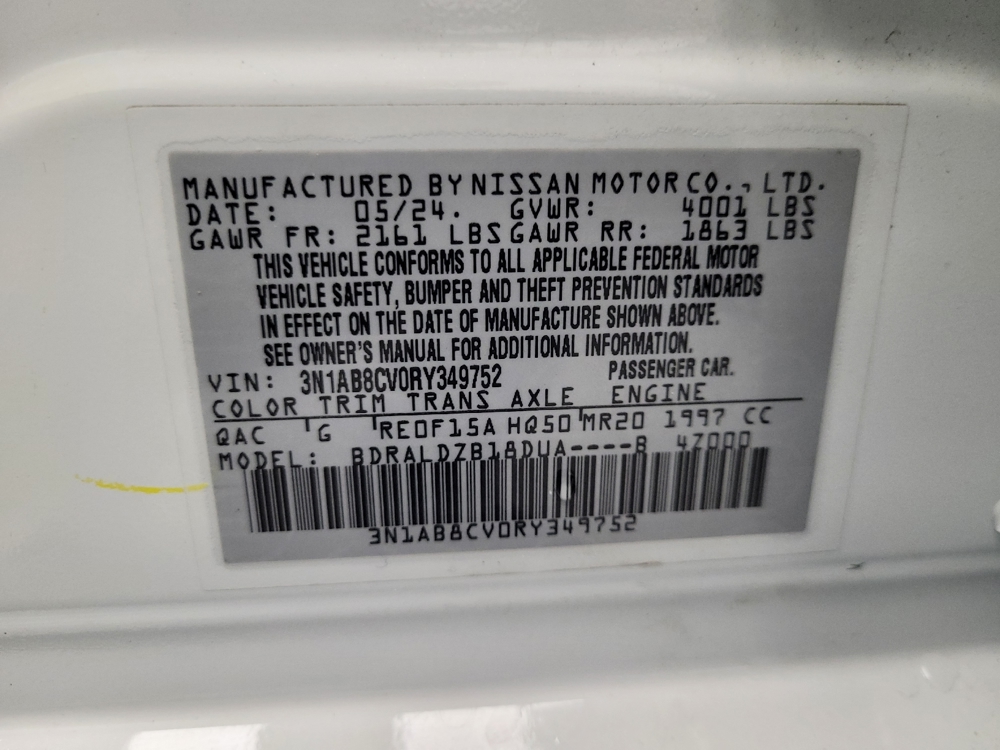 MANUFACTURED BY NISSAN MOTOR CO., LTD.
DATE: 05/24. GVWR: 4001 LBS
GAWR FR: 2161 LBS GAWR RR: 1863 LBS
THIS VEHICLE CONFORMS TO ALL APPLICABLE FEDERAL MOTOR
VEHICLE SAFETY, BUMPER AND THEFT PREVENTION STANDARDS
IN EFFECT ON THE DATE OF MANUFACTURE SHOWN ABOVE.
SEE OWNER'S MANUAL FOR ADDITIONAL INFORMATION.
VIN: 3N1AB8CV0RY349752 PASSENGER CAR.
COLOR TRIM TRANS AXLE ENGINE
QAC G RE0F15A HQ50 MR20 1997 CC
MODEL: BDRALDZB18DUA----B 4Z000
3N1AB8CV0RY349752